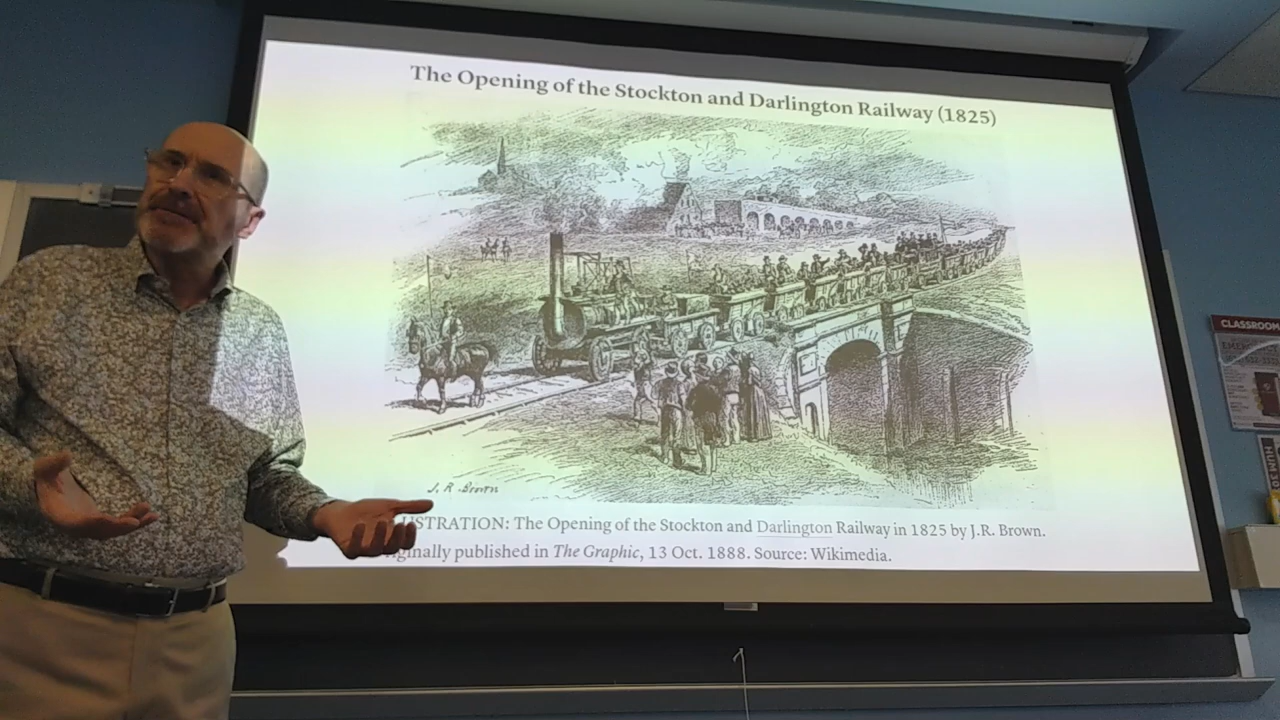 The Opening of the Stockton and Darlington Railway (1825)
J. R. Brown
USTRATION: The Opening of the Stockton and Darlington Railway in 1825 by J.R. Brown.
ginally published in The Graphic, 13 Oct. 1888. Source: Wikimedia.
CLASSROOM